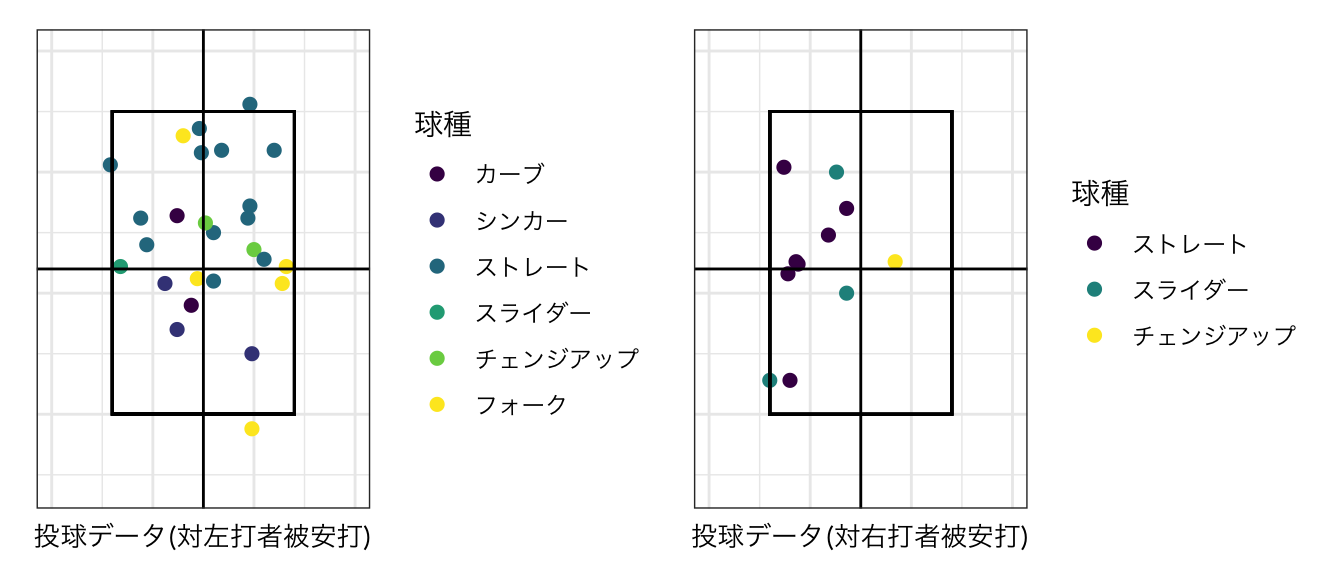 球種
カーブ
シンカー
ストレート
スライダー
チェンジアップ
フォーク
投球データ(対左打者被安打)
球種
ストレート
スライダー
チェンジアップ
投球データ(対右打者被安打)